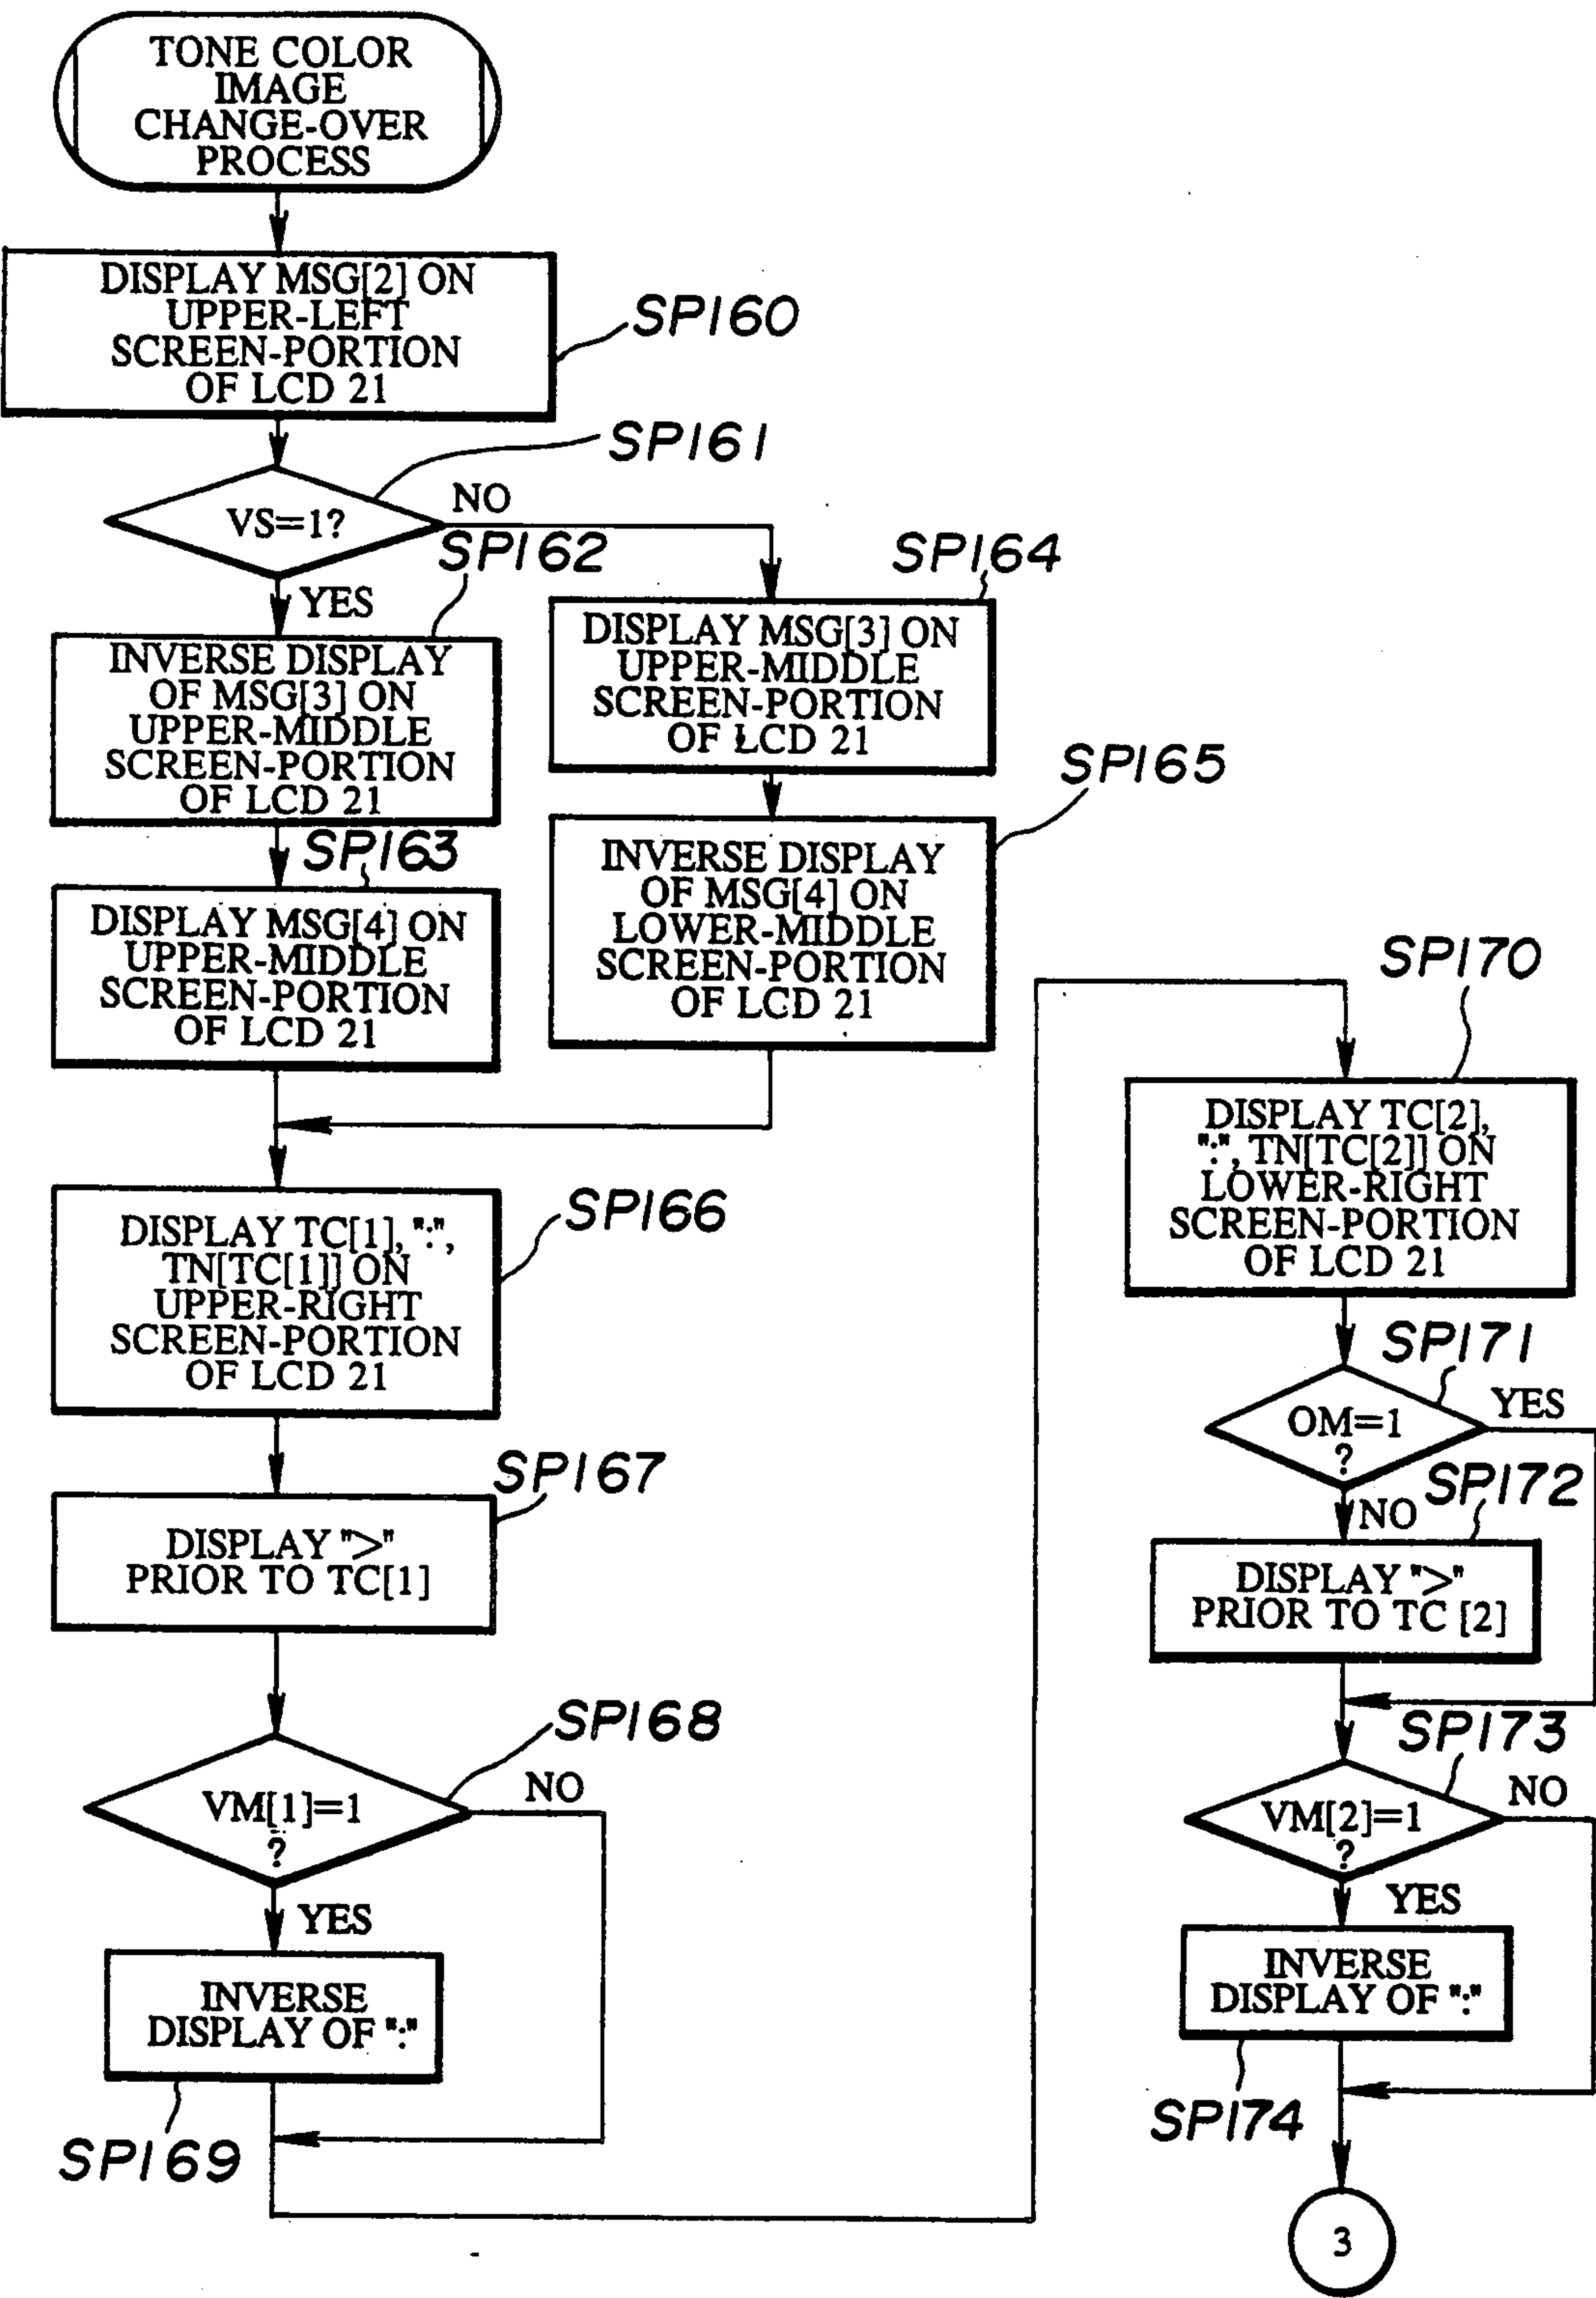 TONE COLOR
IMAGE
CHANGE-OVER
PROCESS
DISPLAY MSG[2] ON
UPPER-LEFT
SCREEN-PORTION
OF LCD 21
SP160
SP161
VS=1?
NO
YES
SP162
INVERSE DISPLAY
OF MSG[3] ON
UPPER-MIDDLE
SCREEN-PORTION
OF LCD 21
SP163
DISPLAY MSG[4] ON
UPPER-MIDDLE
SCREEN-PORTION
OF LCD 21
SP164
DISPLAY MSG[3] ON
UPPER-MIDDLE
SCREEN-PORTION
OF LCD 21
SP165
INVERSE DISPLAY
OF MSG[4] ON
LOWER-MIDDLE
SCREEN-PORTION
OF LCD 21
SP166
DISPLAY TC[1], ":",
TN[TC[1]] ON
UPPER-RIGHT
SCREEN-PORTION
OF LCD 21
SP167
DISPLAY ">"
PRIOR TO TC[1]
SP168
VM[1]=1
?
NO
YES
INVERSE
DISPLAY OF ":"
SP169
SP170
DISPLAY TC[2],
":", TN[TC[2]] ON
LOWER-RIGHT
SCREEN-PORTION
OF LCD 21
SP171
OM=1
?
YES
NO
SP172
DISPLAY ">"
PRIOR TO TC [2]
SP173
VM[2]=1
?
NO
YES
INVERSE
DISPLAY OF ":"
SP174
3